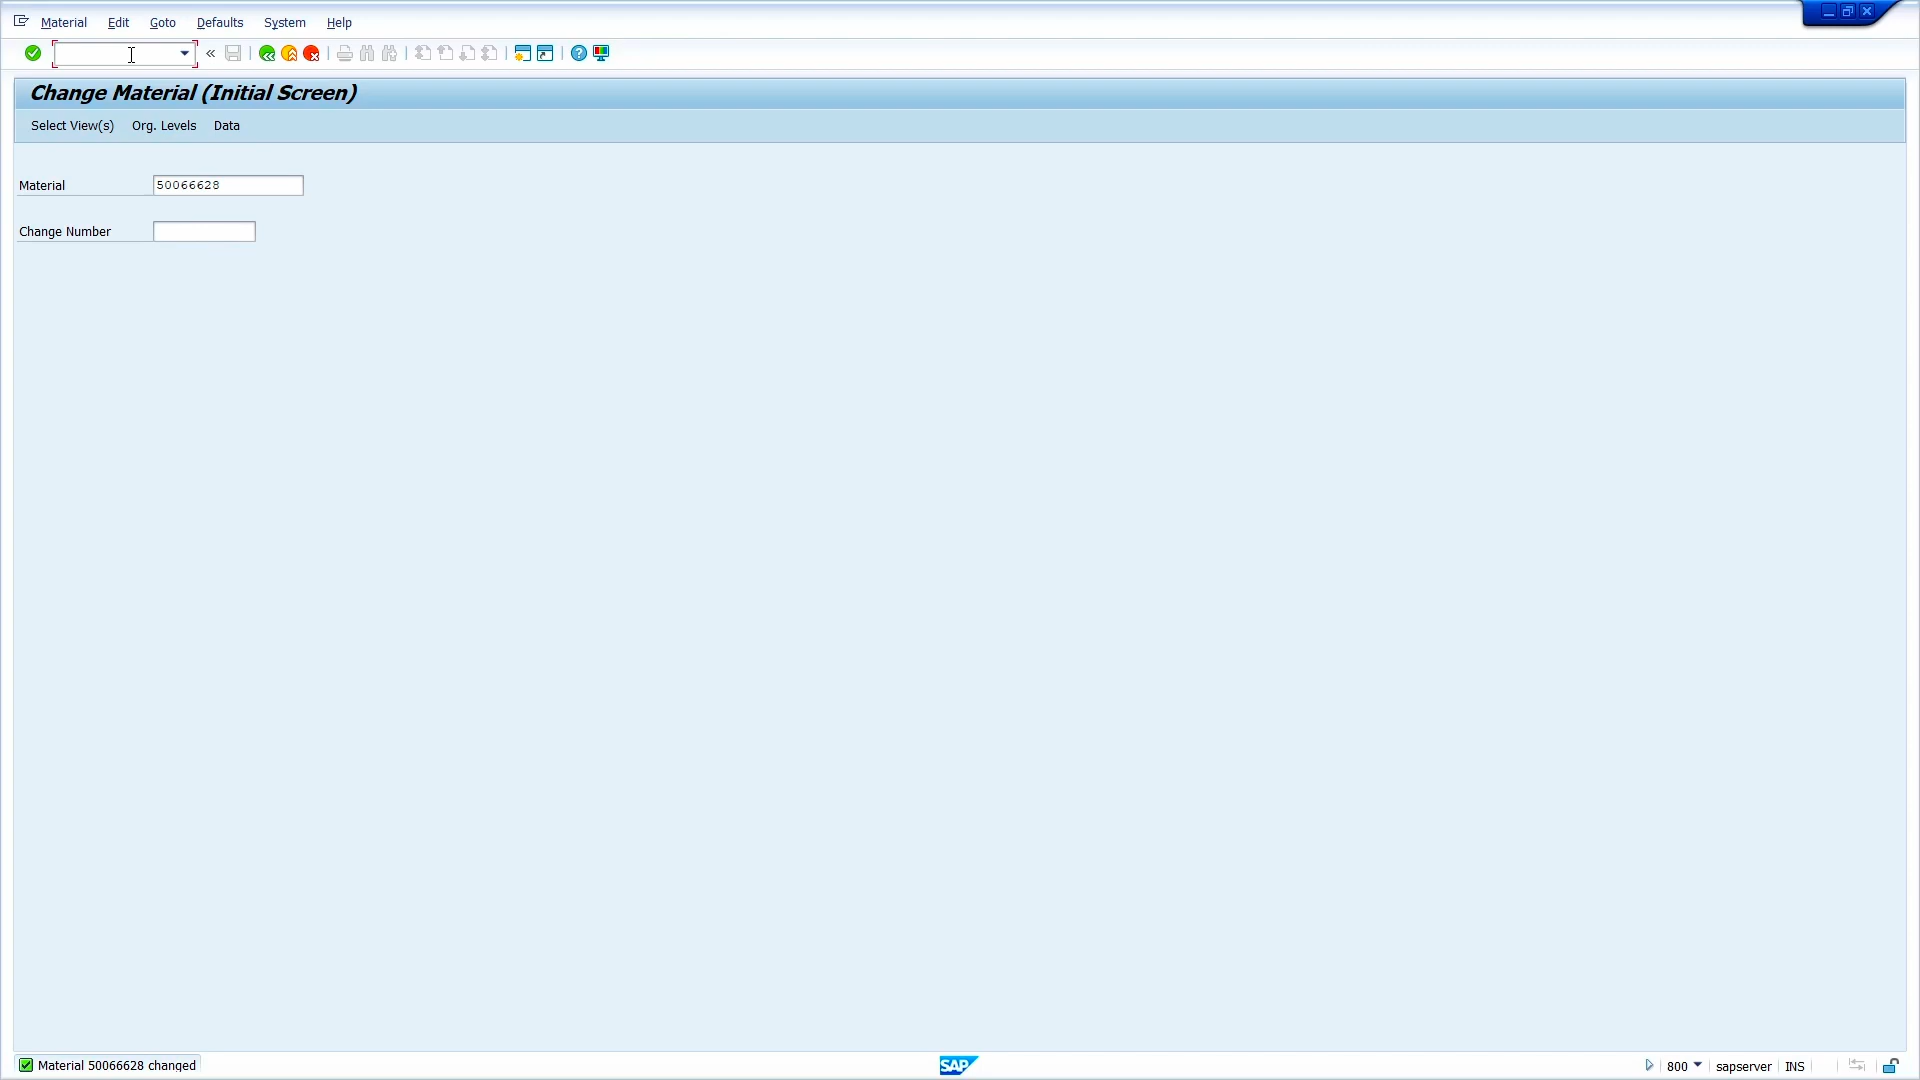 Material Edit Goto Defaults System Help
Change Material (Initial Screen)
Select View(s) Org. Levels Data
Material 50066628
Change Number
Material 50066628 changed
SAP
800 sapserver INS